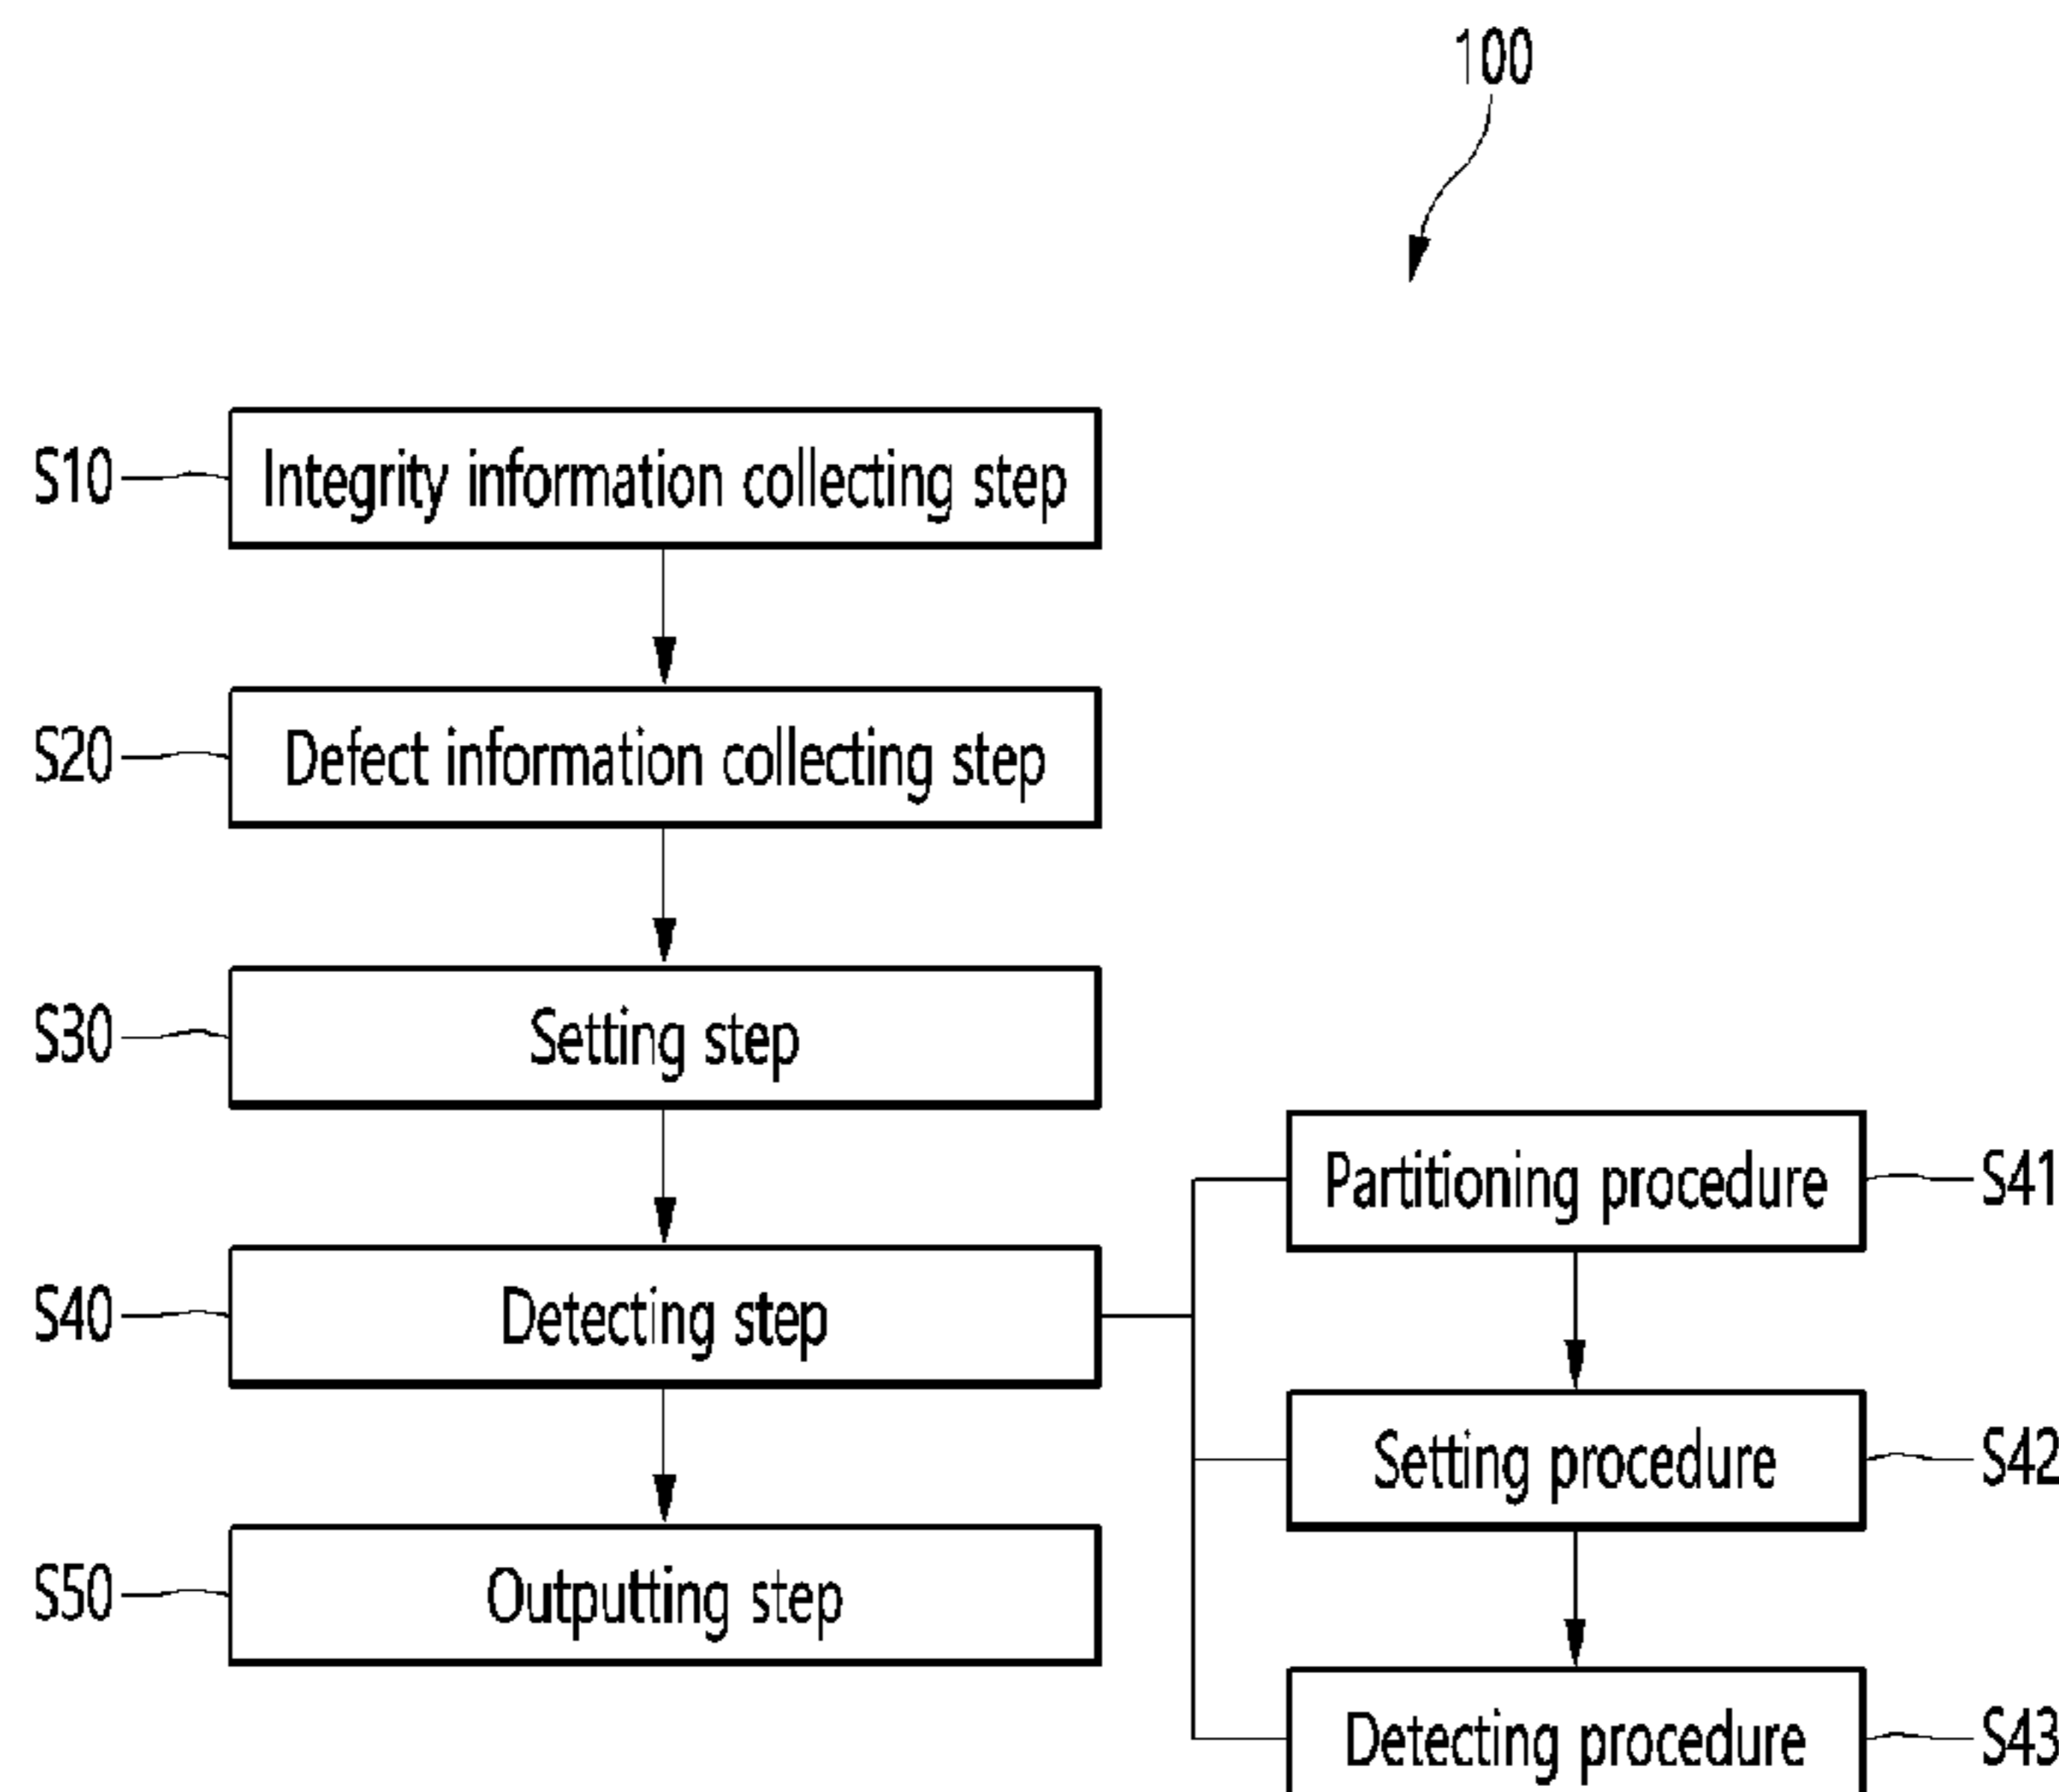 100
S10
Integrity information collecting step
S20
Defect information collecting step
S30
Setting step
S40
Detecting step
S50
Outputting step
Partitioning procedure
S41
Setting procedure
S42
Detecting procedure
S43